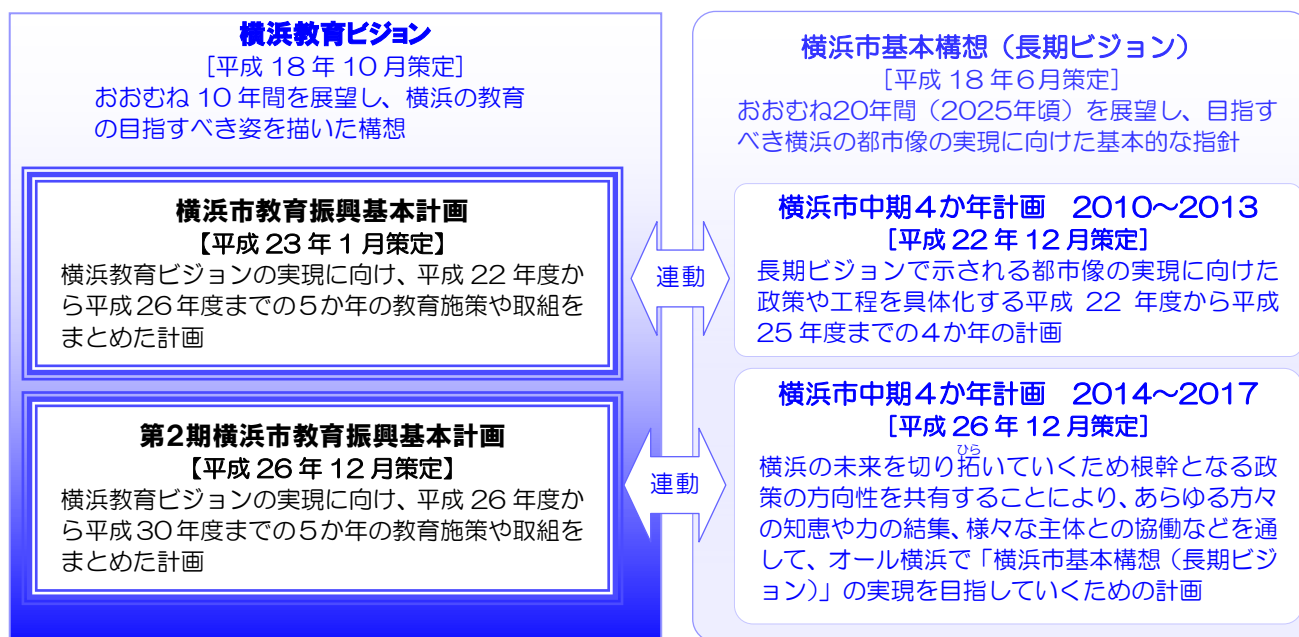 横浜教育ビジョン
[平成 18 年 10 月策定]
おおむね 10 年間を展望し、横浜の教育
の目指すべき姿を描いた構想
横浜市教育振興基本計画
【平成 23 年 1 月策定】
横浜教育ビジョンの実現に向け、平成 22 年度か
ら平成 26 年度までの5か年の教育施策や取組を
まとめた計画
第2期横浜市教育振興基本計画
【平成 26 年 12 月策定】
横浜教育ビジョンの実現に向け、平成 26 年度か
ら平成 30 年度までの5か年の教育施策や取組を
まとめた計画
連動
連動
横浜市基本構想（長期ビジョン）
[平成 18 年6月策定]
おおむね20年間（2025年頃）を展望し、目指す
べき横浜の都市像の実現に向けた基本的な指針
横浜市中期4か年計画　2010～2013
[平成 22 年 12 月策定]
長期ビジョンで示される都市像の実現に向けた
政策や工程を具体化する平成 22 年度から平成
25 年度までの4か年の計画
横浜市中期4か年計画　2014～2017
[平成 26 年 12 月策定]
ひら
横浜の未来を切り拓いていくため根幹となる政
策の方向性を共有することにより、あらゆる方々
の知恵や力の結集、様々な主体との協働などを通
して、オール横浜で「横浜市基本構想（長期ビジ
ョン）」の実現を目指していくための計画